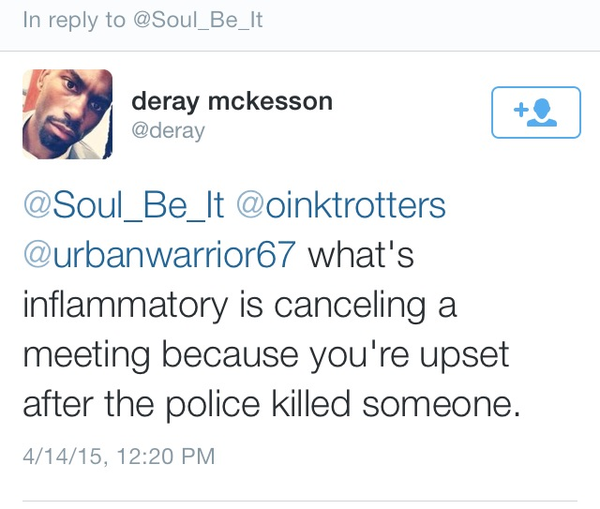 In reply to @Soul_Be_It
deray mckesson
@deray
@Soul_Be_It @oinktrotters
@urbanwarrior67 what's
inflammatory is canceling a
meeting because you're upset
after the police killed someone.
4/14/15, 12:20 PM